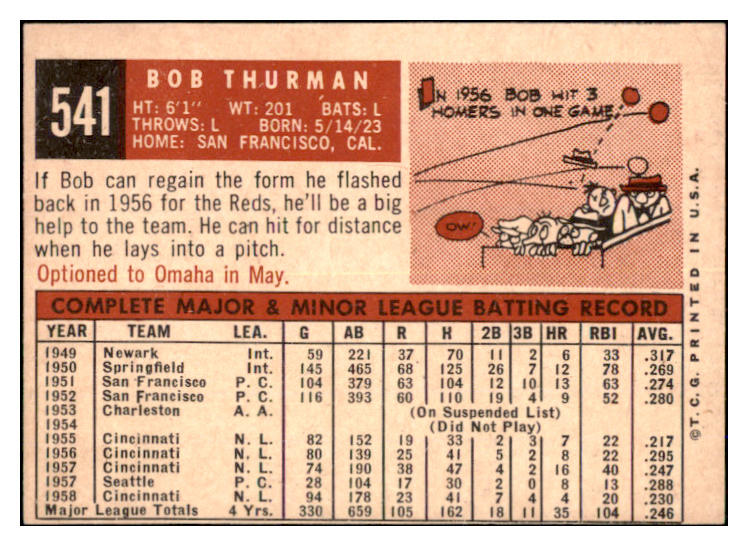 541
BOB THURMAN
HT: 6'1" WT: 201 BATS: L
THROWS: L BORN: 5/14/23
HOME: SAN FRANCISCO, CAL.
IN 1956 BOB HIT 3
HOMERS IN ONE GAME
OW!
If Bob can regain the form he flashed
back in 1956 for the Reds, he'll be a big
help to the team. He can hit for distance
when he lays into a pitch.
Optioned to Omaha in May.
COMPLETE MAJOR & MINOR LEAGUE BATTING RECORD
YEAR TEAM LEA. G AB R H 2B 3B HR RBI AVG.
1949 Newark Int. 59 221 37 70 11 2 6 33 .317
1950 Springfield Int. 145 465 68 125 26 7 12 78 .269
1951 San Francisco P. C. 104 379 63 104 12 10 13 63 .274
1952 San Francisco P. C. 116 393 60 110 19 4 9 52 .280
1953 Charleston A. A. (On Suspended List)
1954 (Did Not Play)
1955 Cincinnati N. L. 82 152 19 33 2 3 7 22 .217
1956 Cincinnati N. L. 80 139 25 41 5 2 8 22 .295
1957 Cincinnati N. L. 74 190 38 47 4 2 16 40 .247
1957 Seattle P. C. 28 104 17 30 2 0 8 13 .288
1958 Cincinnati N. L. 94 178 23 41 7 4 4 20 .230
Major League Totals 4 Yrs. 330 659 105 162 18 11 35 104 .246
©T. C. G. PRINTED IN U.S.A.